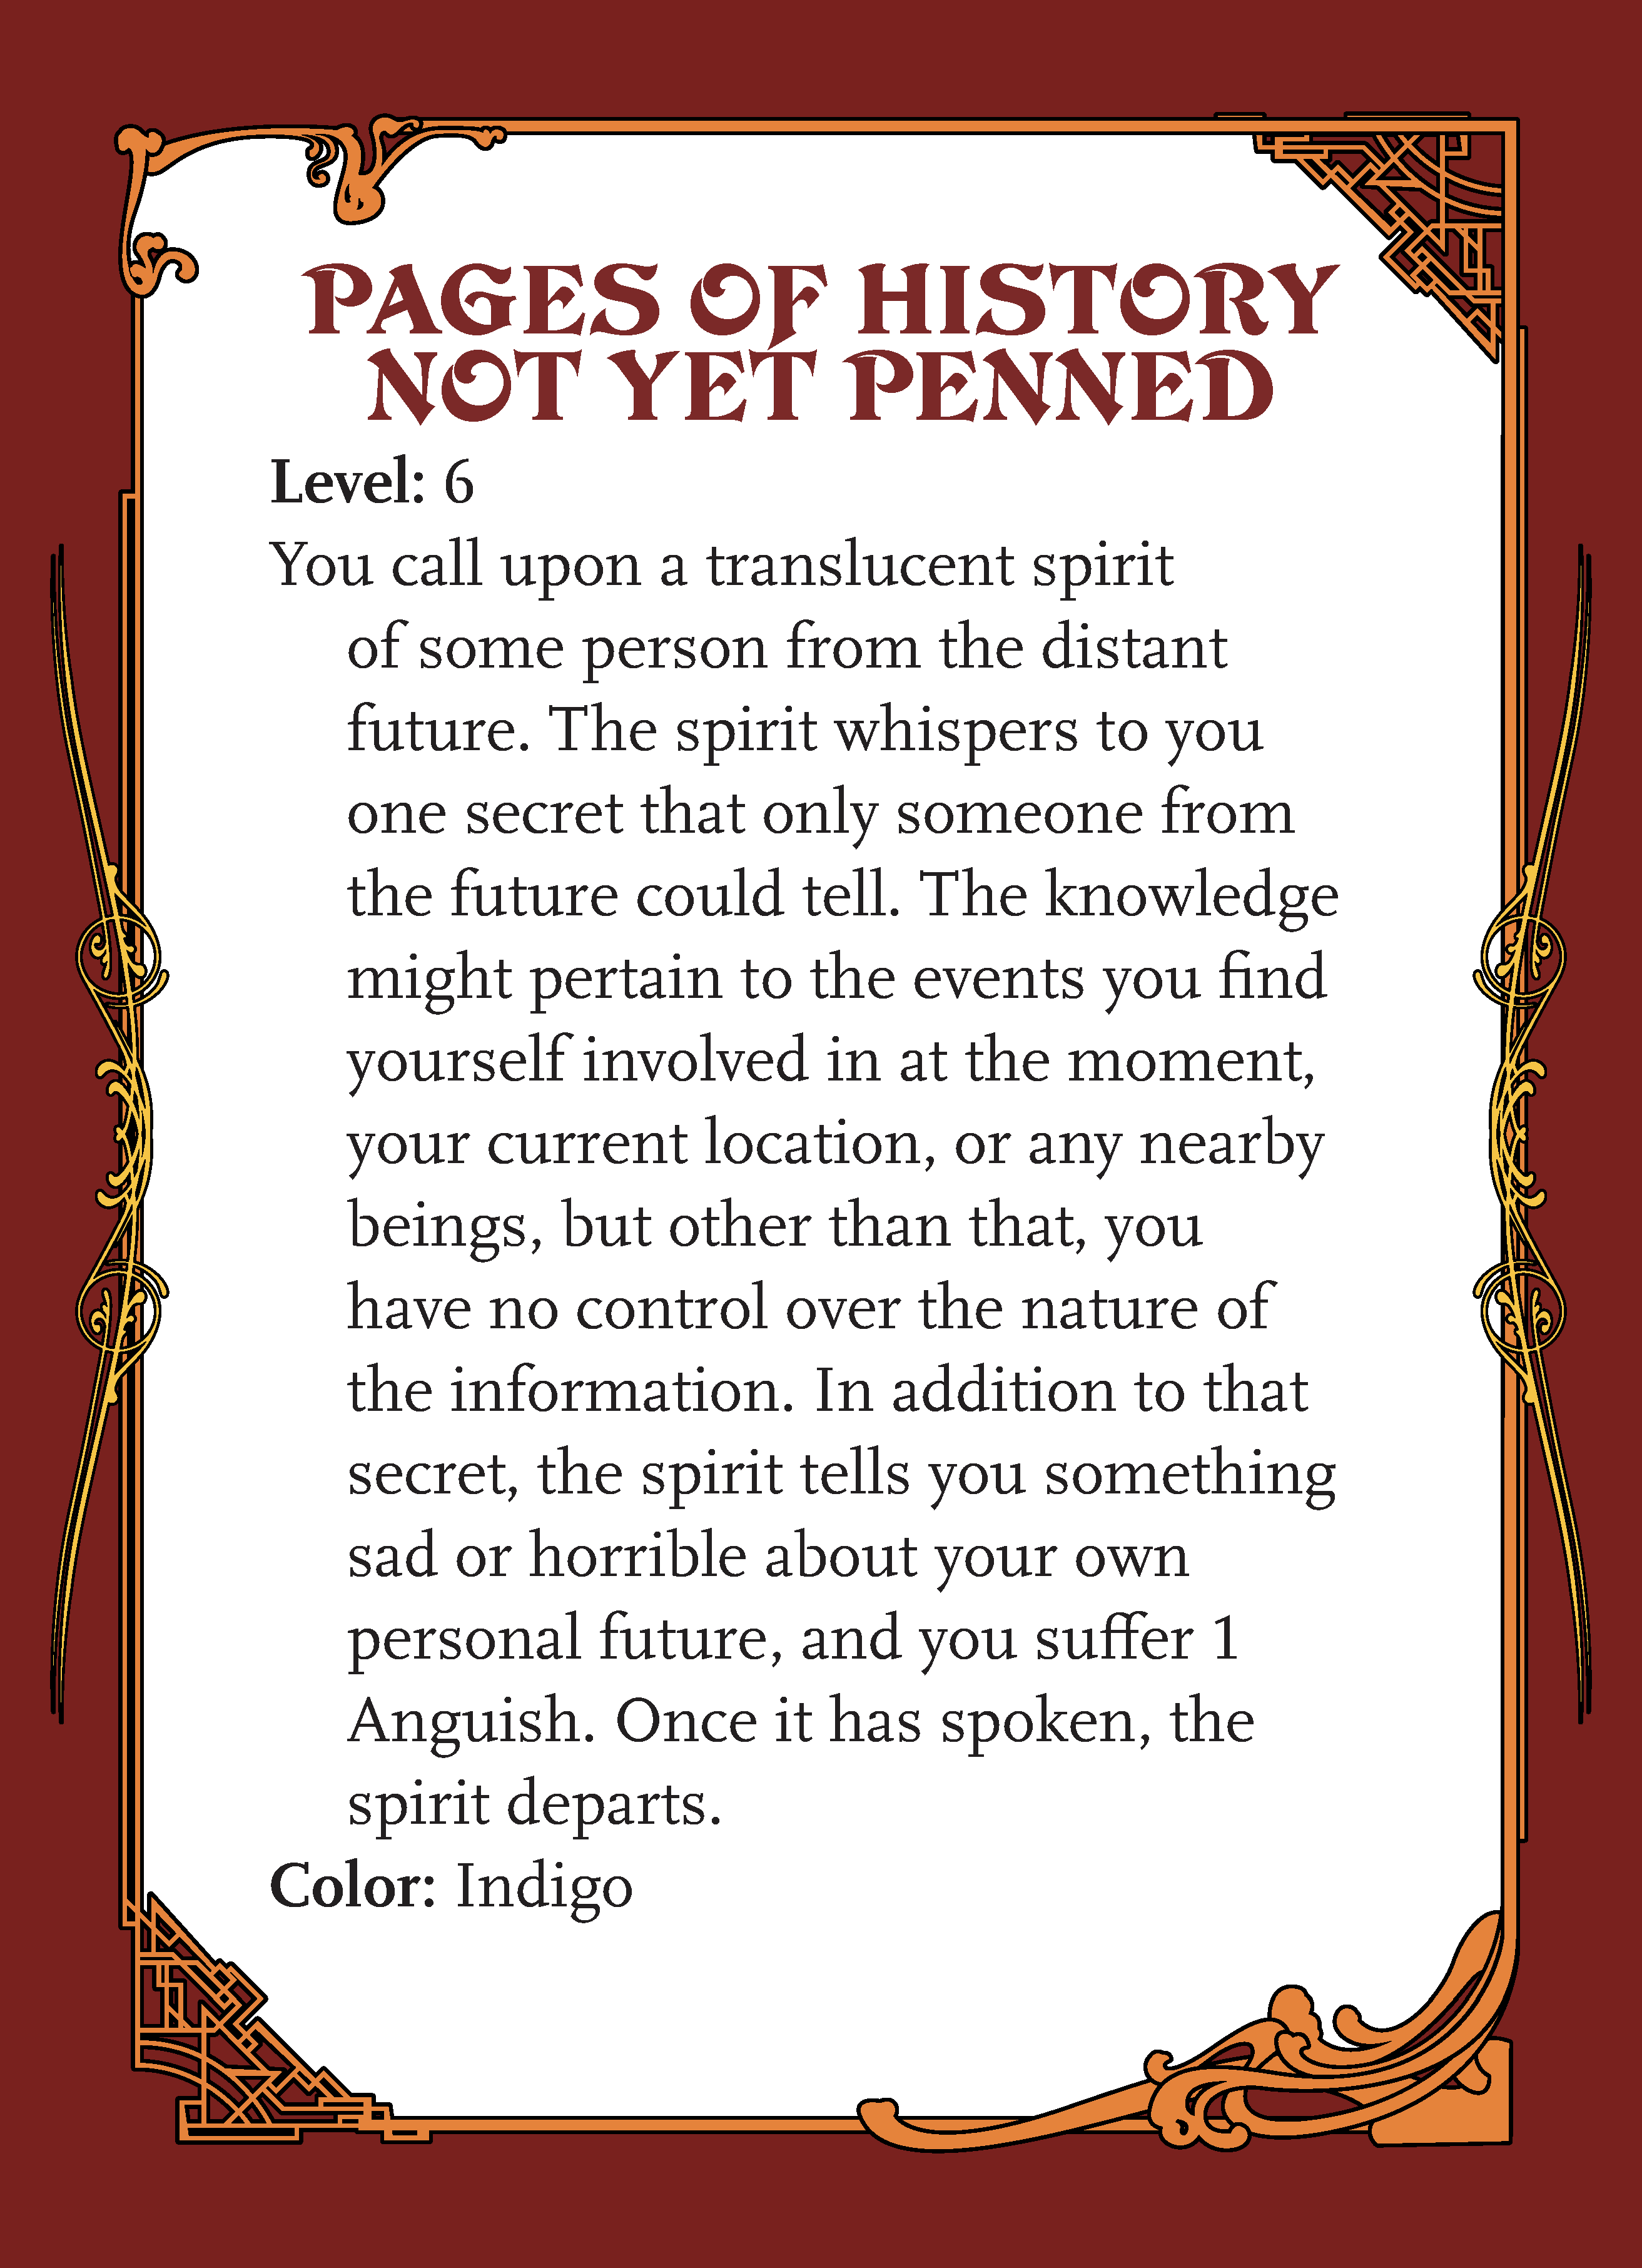 PAGES OF HISTORY
NOT YET PENNED
Level: 6
You call upon a translucent spirit
of some person from the distant
future. The spirit whispers to you
one secret that only someone from
the future could tell. The knowledge
might pertain to the events you find
yourself involved in at the moment,
your current location, or any nearby
beings, but other than that, you
have no control over the nature of
the information. In addition to that
secret, the spirit tells you something
sad or horrible about your own
personal future, and you suffer 1
Anguish. Once it has spoken, the
spirit departs.
Color: Indigo